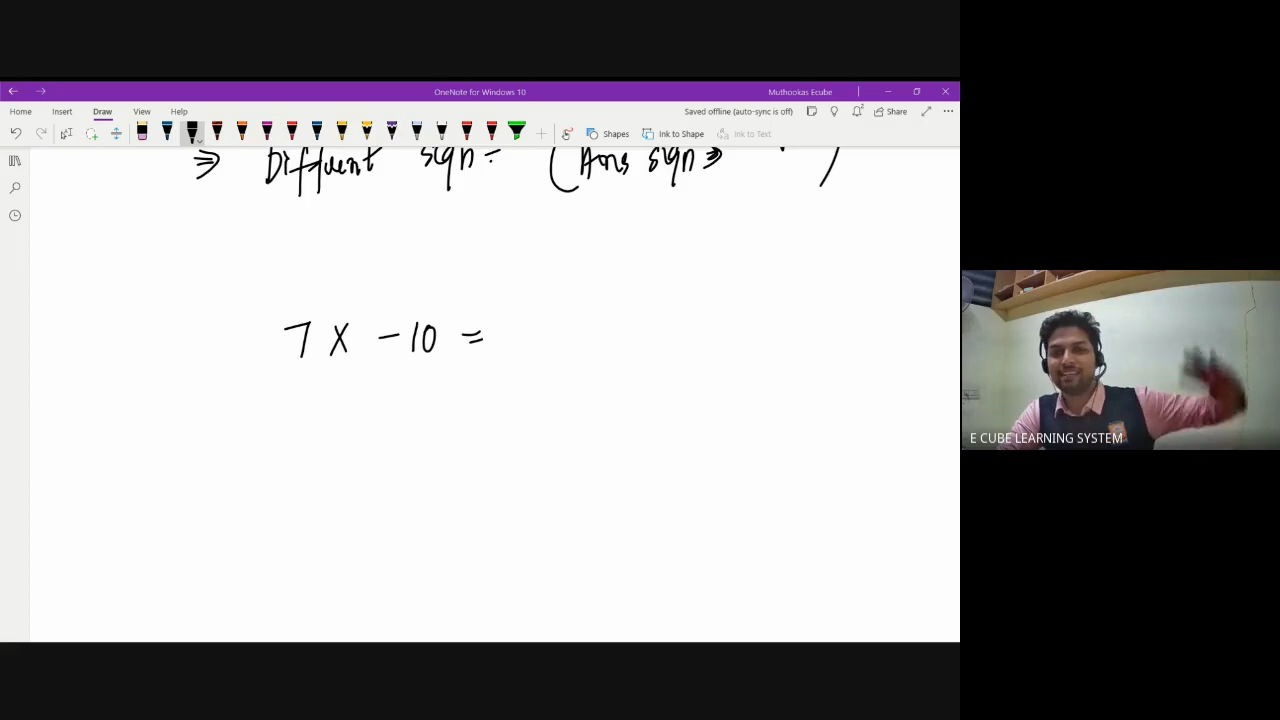 OneNote for Windows 10
Muthookas Ecube
Home Insert Draw View Help
Saved offline (auto-sync is off)
Share
Shapes
Ink to Shape
Ink to Text
⇒ Diffluent sign :- (Ans sign ⇒ )
7 X - 10 =
E CUBE LEARNING SYSTEM